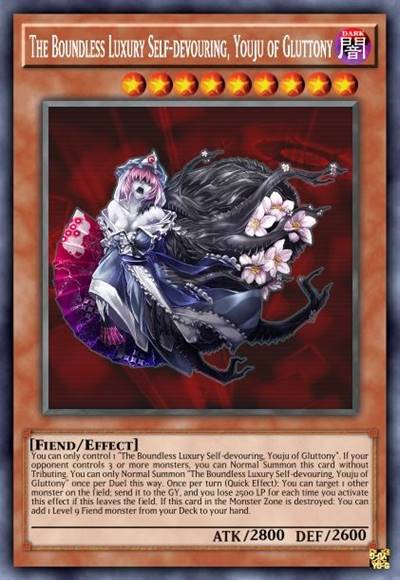 The Boundless Luxury Self-devouring, Youju of Gluttony
DARK
闇
[Fiend/Effect]
You can only control 1 "The Boundless Luxury Self-devouring, Youju of Gluttony". If your
opponent controls 3 or more monsters, you can Normal Summon this card without
Tributing. You can only Normal Summon "The Boundless Luxury Self-devouring, Youju of
Gluttony" once per Duel this way. Once per turn (Quick Effect): You can target 1 other
monster on the field; send it to the GY, and you lose 2500 LP for each time you activate
this effect if this leaves the field. If this card in the Monster Zone is destroyed: You can
add 1 Level 9 Fiend monster from your Deck to your hand.
ATK/2800 DEF/2600